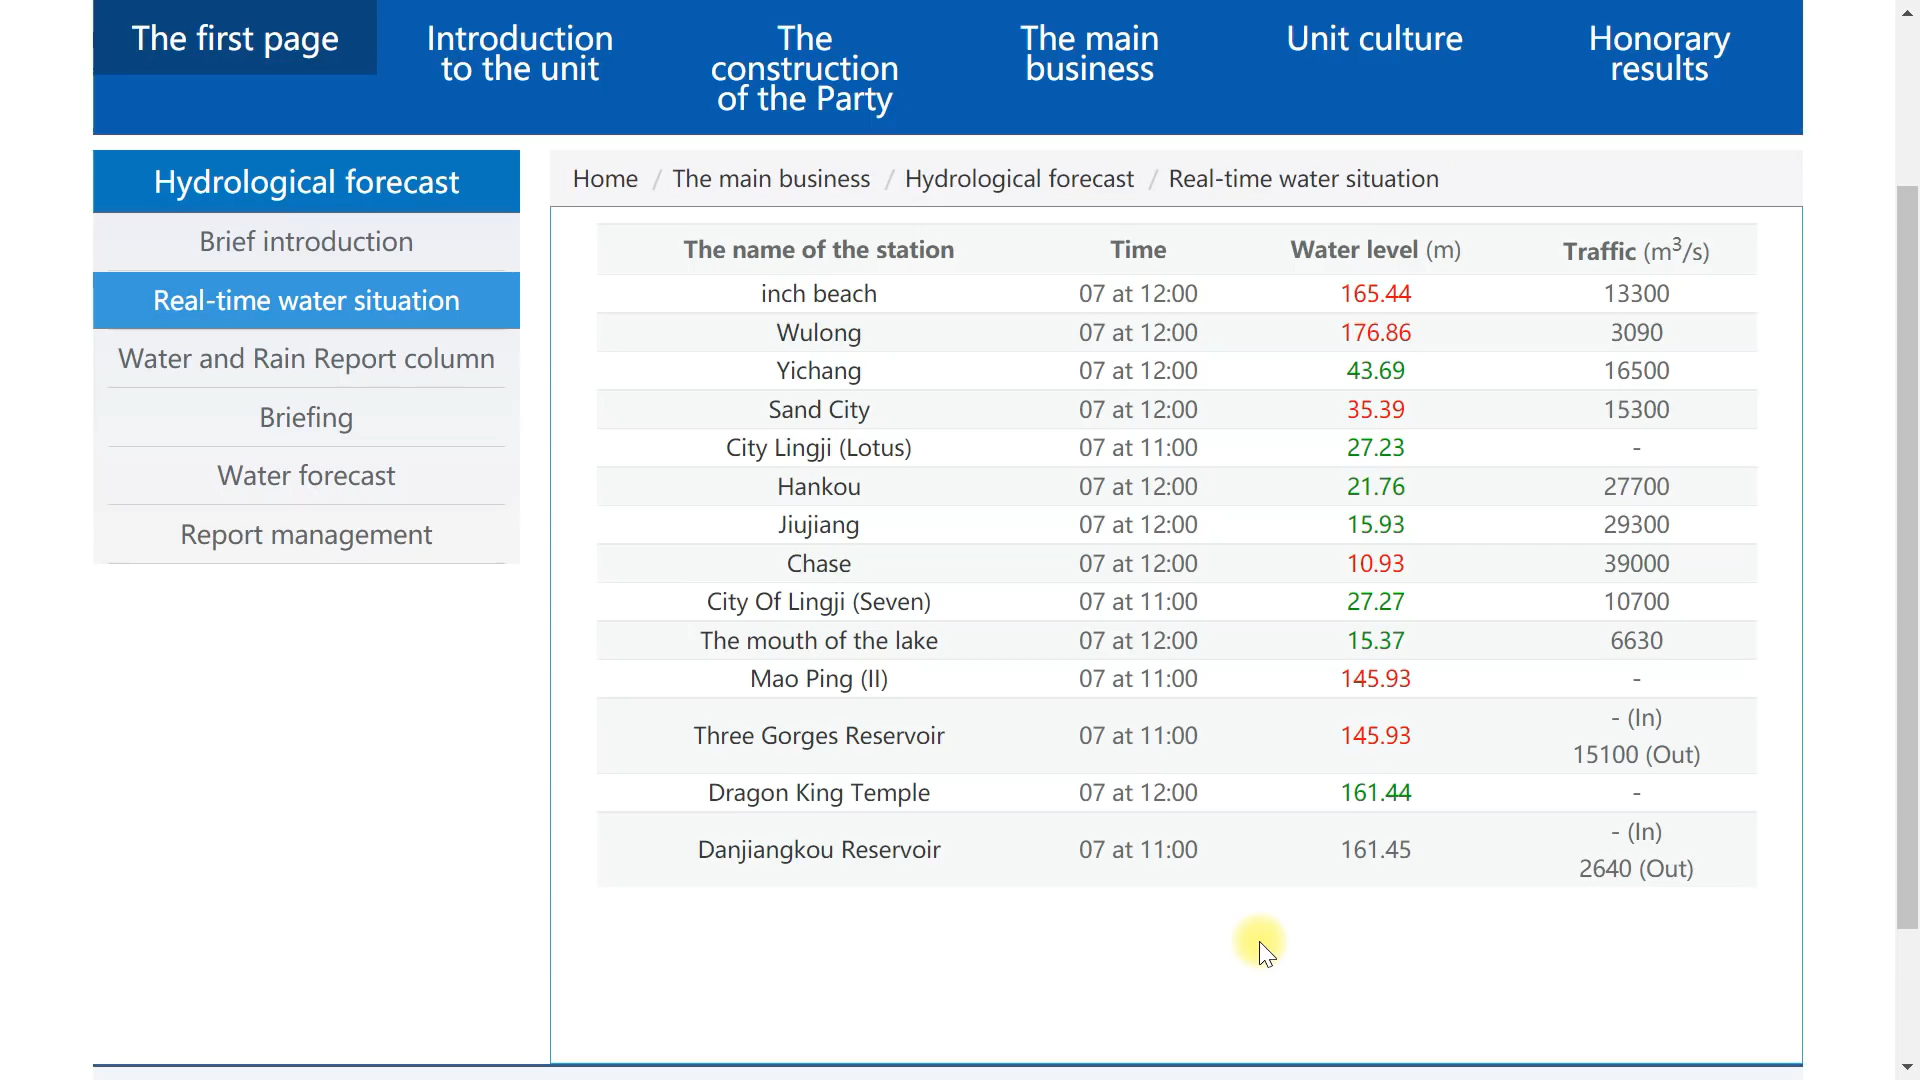 The first page
Introduction
to the unit
The
construction
of the Party
The main
business
Unit culture
Honorary
results
Hydrological forecast
Brief introduction
Real-time water situation
Water and Rain Report column
Briefing
Water forecast
Report management
Home / The main business / Hydrological forecast / Real-time water situation
The name of the station Time Water level (m) Traffic (m³/s)
inch beach 07 at 12:00 165.44 13300
Wulong 07 at 12:00 176.86 3090
Yichang 07 at 12:00 43.69 16500
Sand City 07 at 12:00 35.39 15300
City Lingji (Lotus) 07 at 11:00 27.23 -
Hankou 07 at 12:00 21.76 27700
Jiujiang 07 at 12:00 15.93 29300
Chase 07 at 12:00 10.93 39000
City Of Lingji (Seven) 07 at 11:00 27.27 10700
The mouth of the lake 07 at 12:00 15.37 6630
Mao Ping (II) 07 at 11:00 145.93 -
Three Gorges Reservoir 07 at 11:00 145.93 - (In)
15100 (Out)
Dragon King Temple 07 at 12:00 161.44 -
Danjiangkou Reservoir 07 at 11:00 161.45 - (In)
2640 (Out)